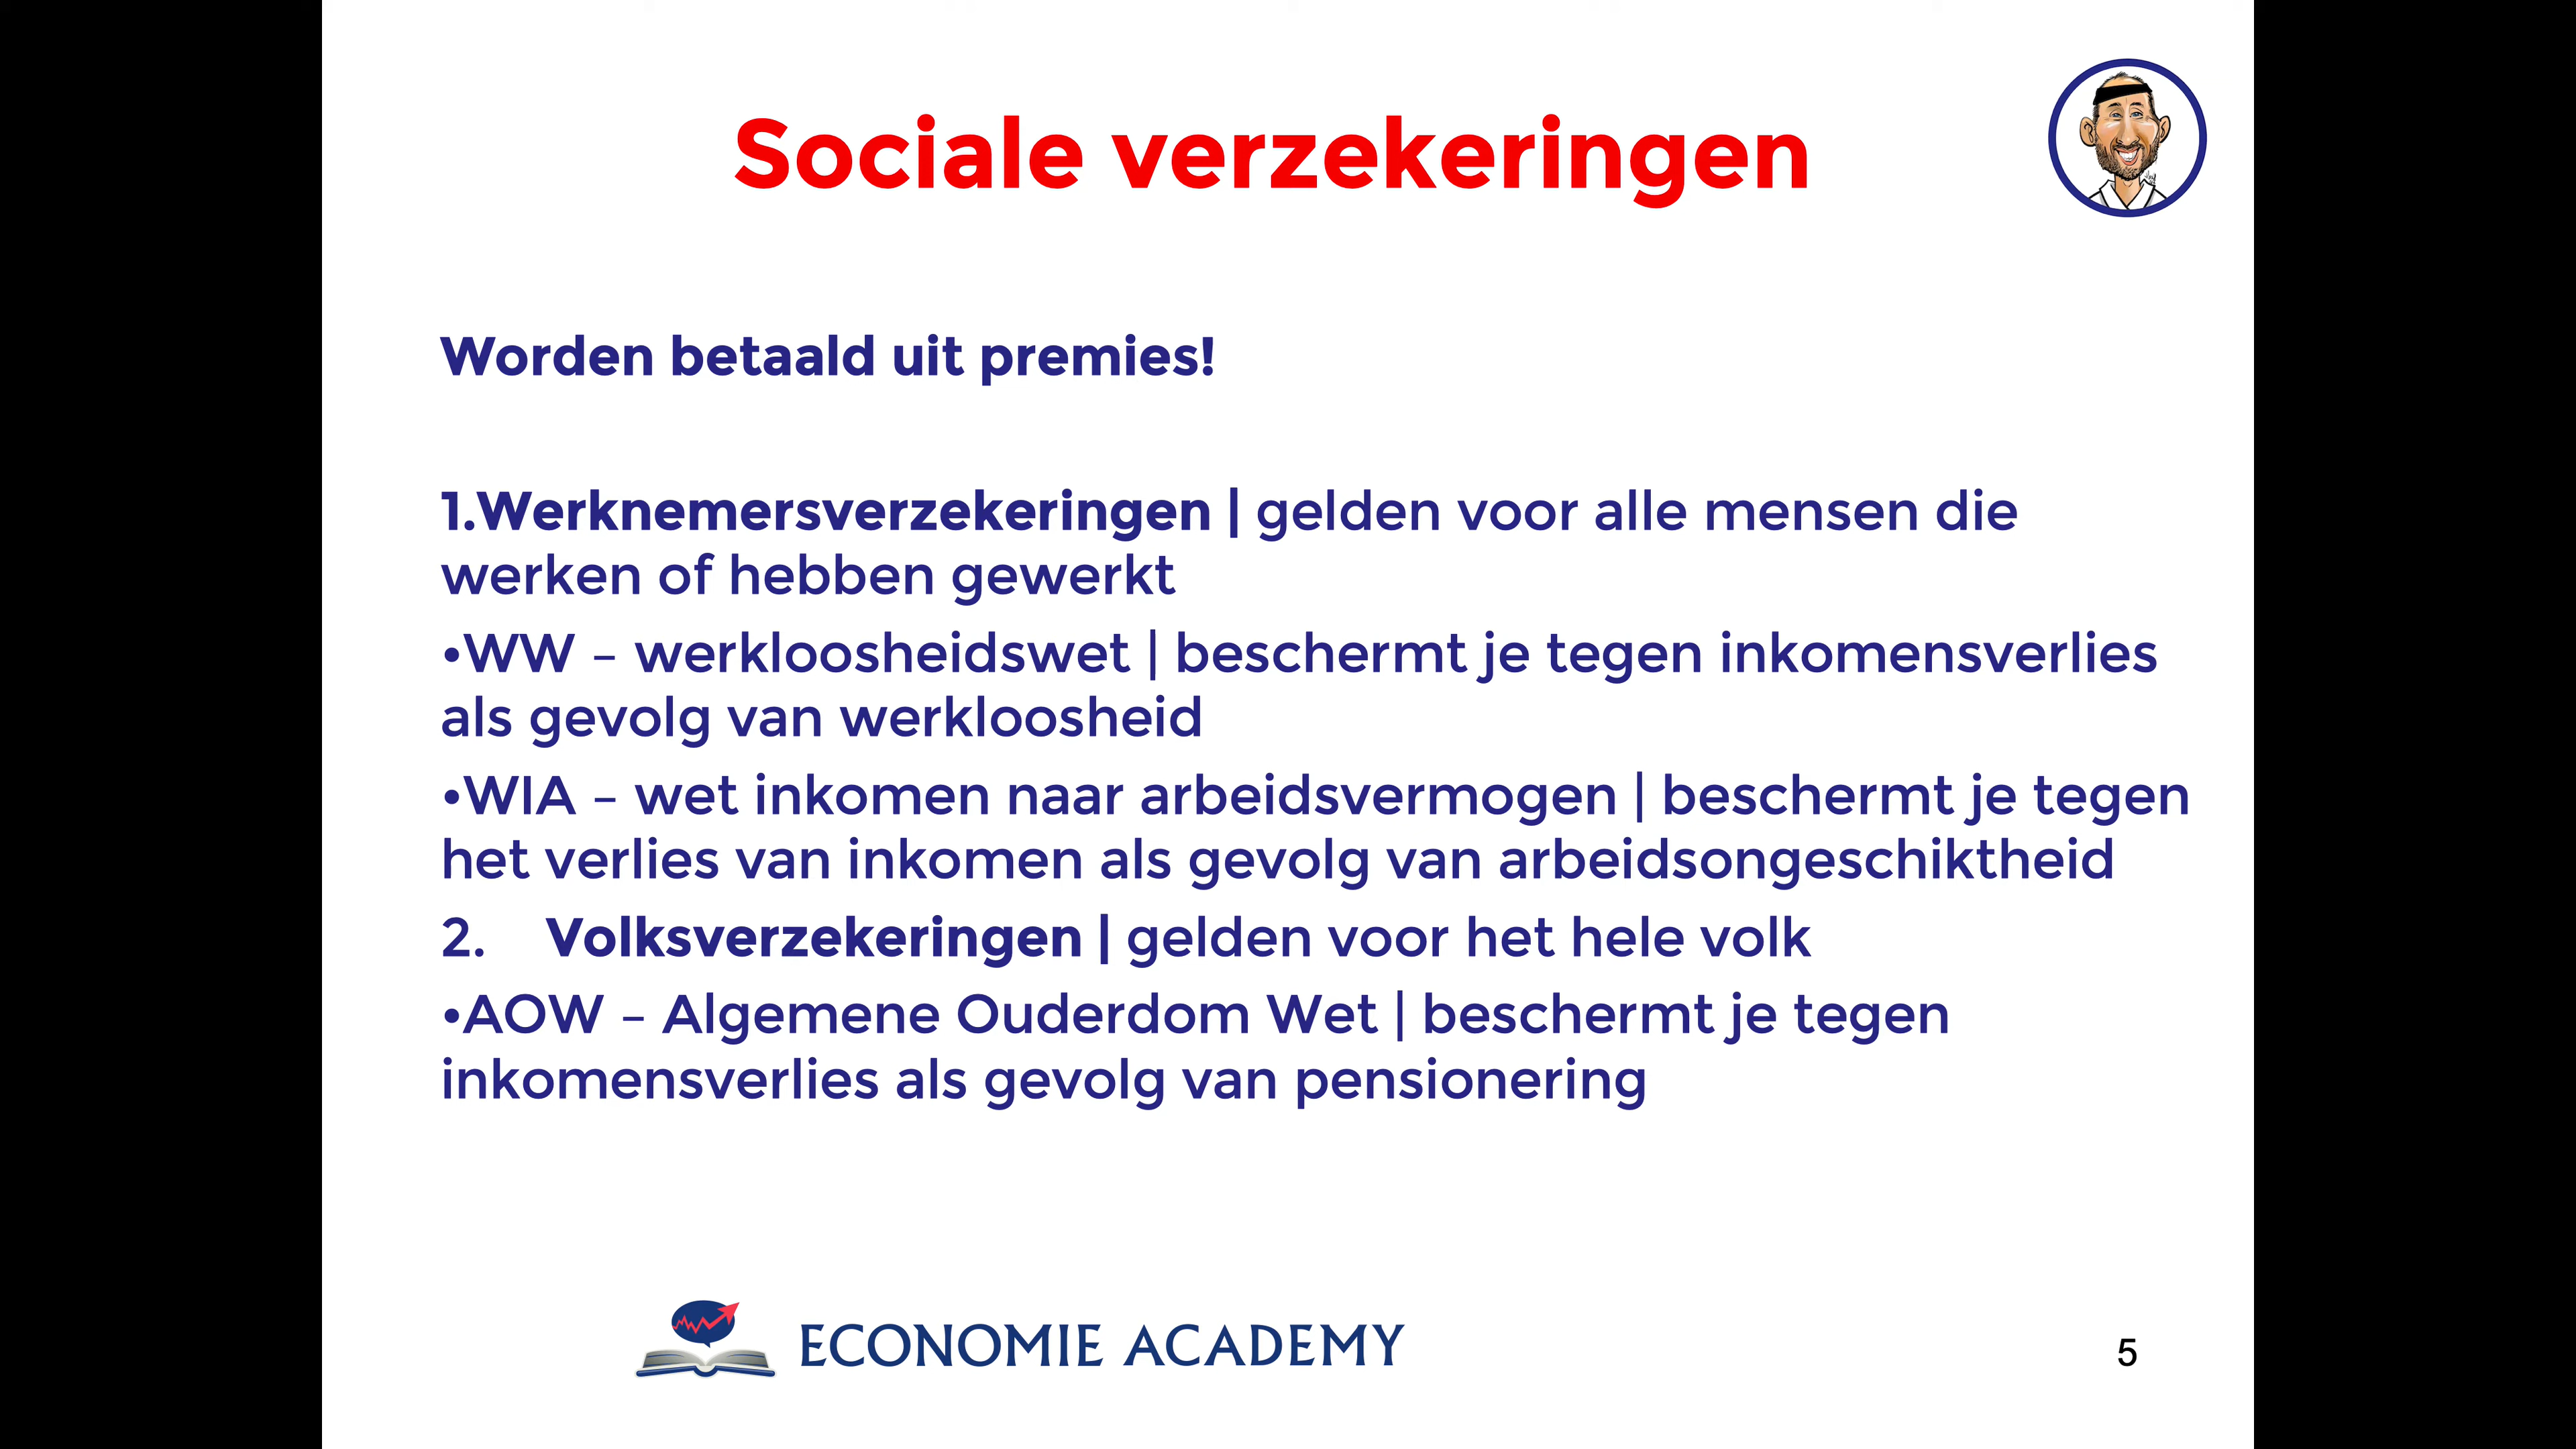 Sociale verzekeringen
Worden betaald uit premies!
1.Werknemersverzekeringen | gelden voor alle mensen die
werken of hebben gewerkt
•WW – werkloosheidswet | beschermt je tegen inkomensverlies
als gevolg van werkloosheid
•WIA – wet inkomen naar arbeidsvermogen | beschermt je tegen
het verlies van inkomen als gevolg van arbeidsongeschiktheid
2. Volksverzekeringen | gelden voor het hele volk
•AOW – Algemene Ouderdom Wet | beschermt je tegen
inkomensverlies als gevolg van pensionering
ECONOMIE ACADEMY
5